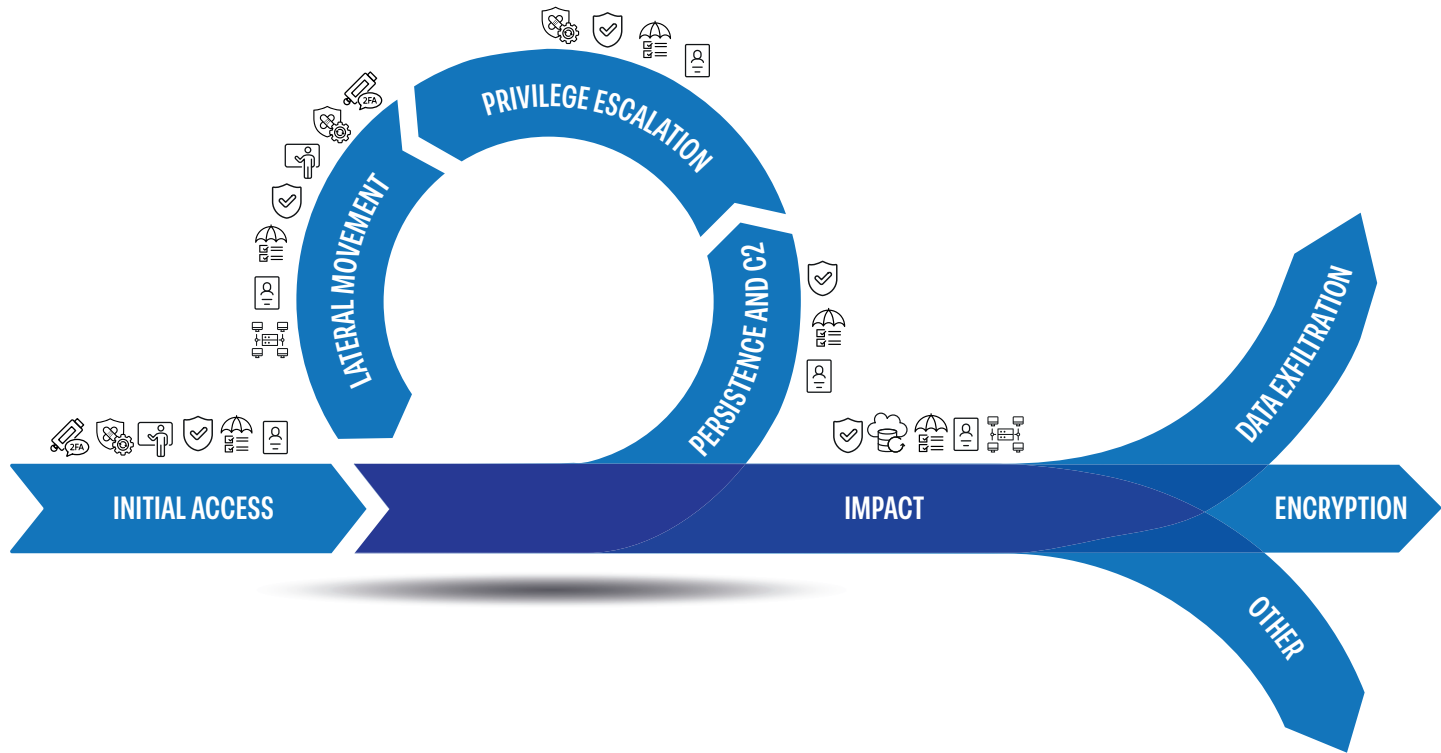 2FA
PRIVILEGE ESCALATION
LATERAL MOVEMENT
PERSISTENCE AND C2
2FA
INITIAL ACCESS
IMPACT
DATA EXFILTRATION
ENCRYPTION
OTHER